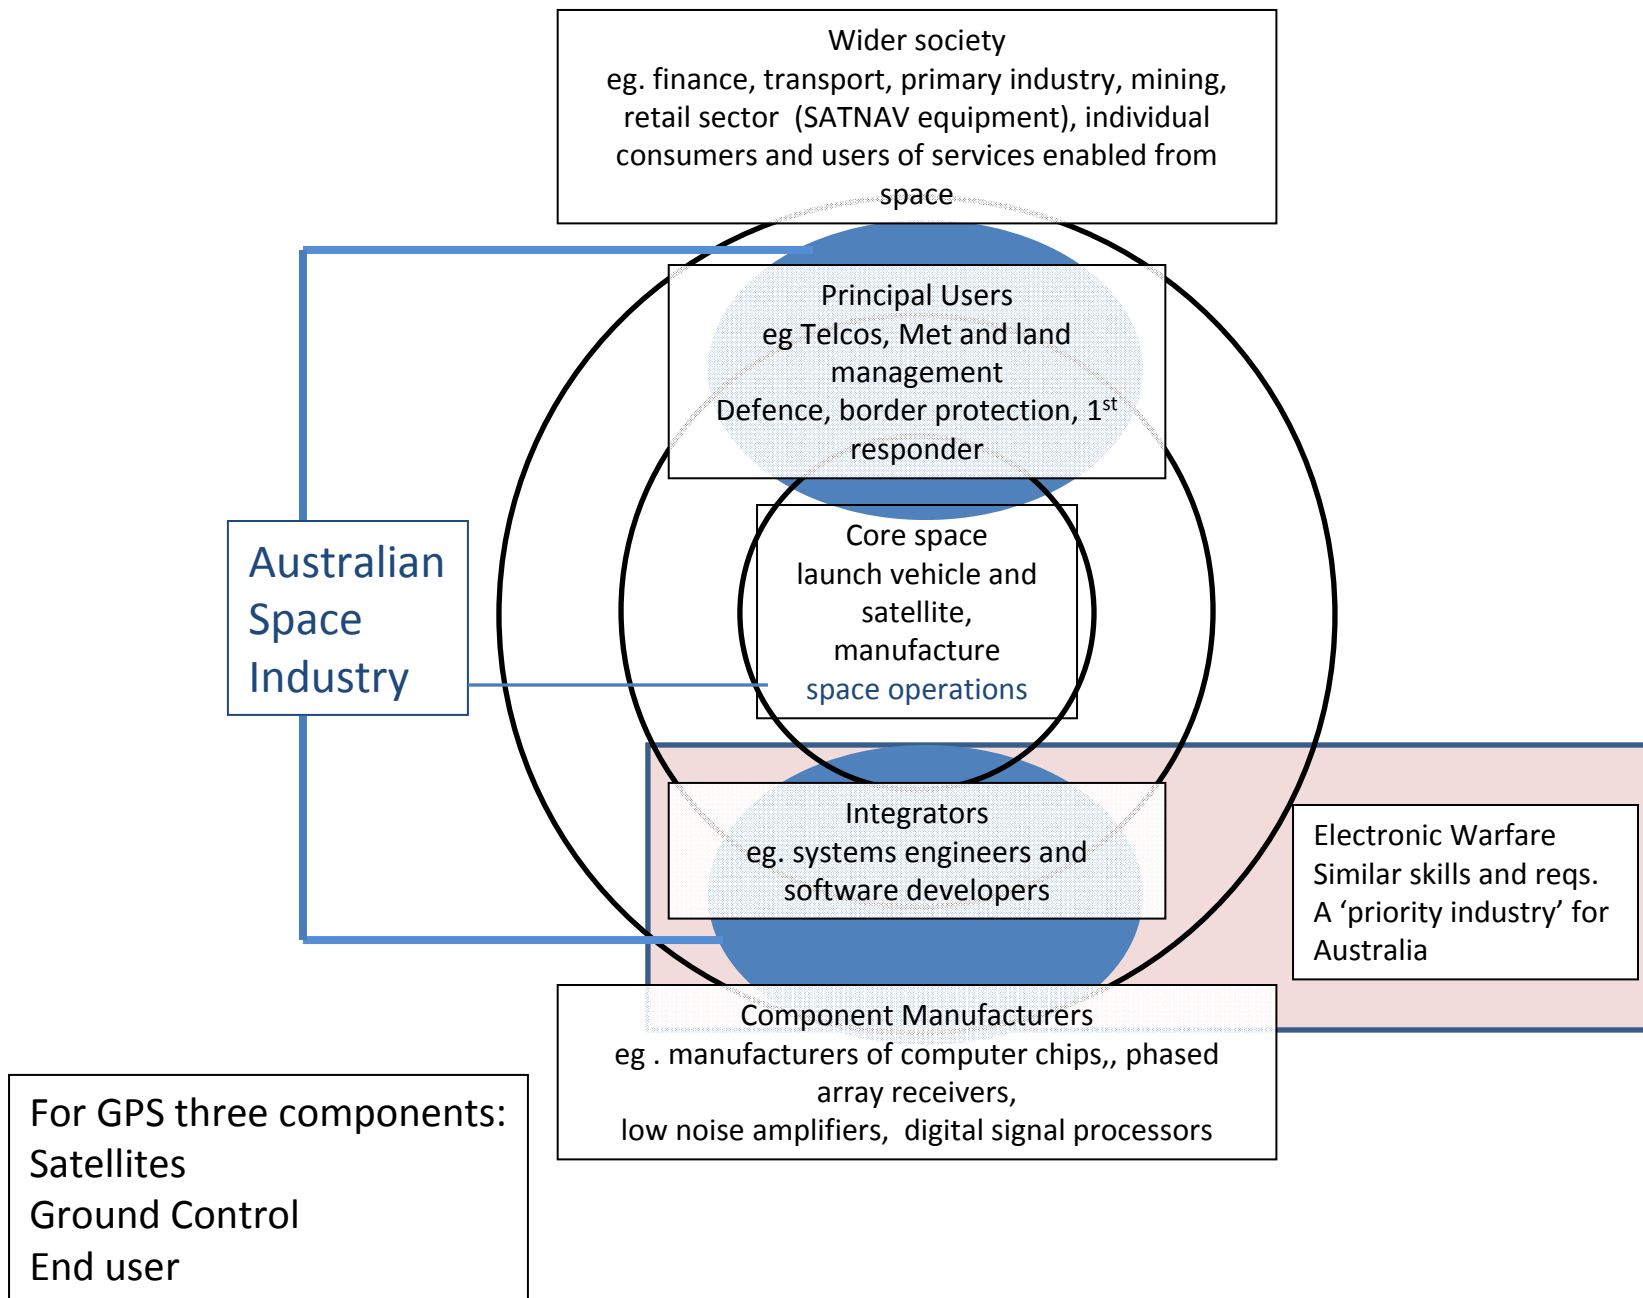 Wider society
eg. finance, transport, primary industry, mining,
retail sector (SATNAV equipment), individual
consumers and users of services enabled from
space
Principal Users
eg Telcos, Met and land
management
Defence, border protection, 1st
responder
Australian
Space
Industry
Core space
launch vehicle and
satellite,
manufacture
space operations
Integrators
eg. systems engineers and
software developers
Electronic Warfare
Similar skills and reqs.
A ‘priority industry’ for
Australia
Component Manufacturers
eg . manufacturers of computer chips,, phased
array receivers,
low noise amplifiers, digital signal processors
For GPS three components:
Satellites
Ground Control
End user